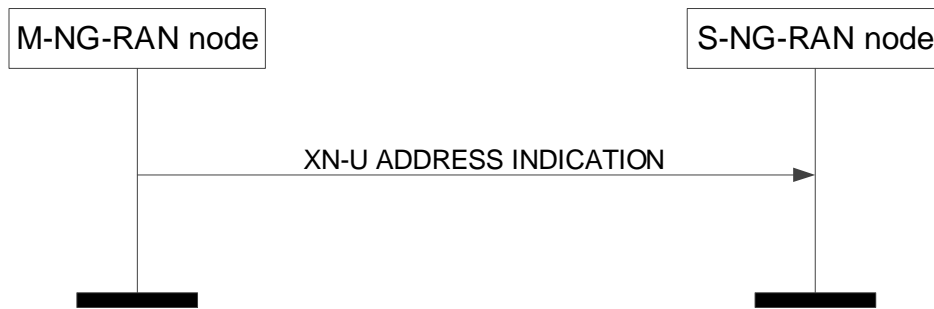 M-NG-RAN node
S-NG-RAN node
XN-U ADDRESS INDICATION